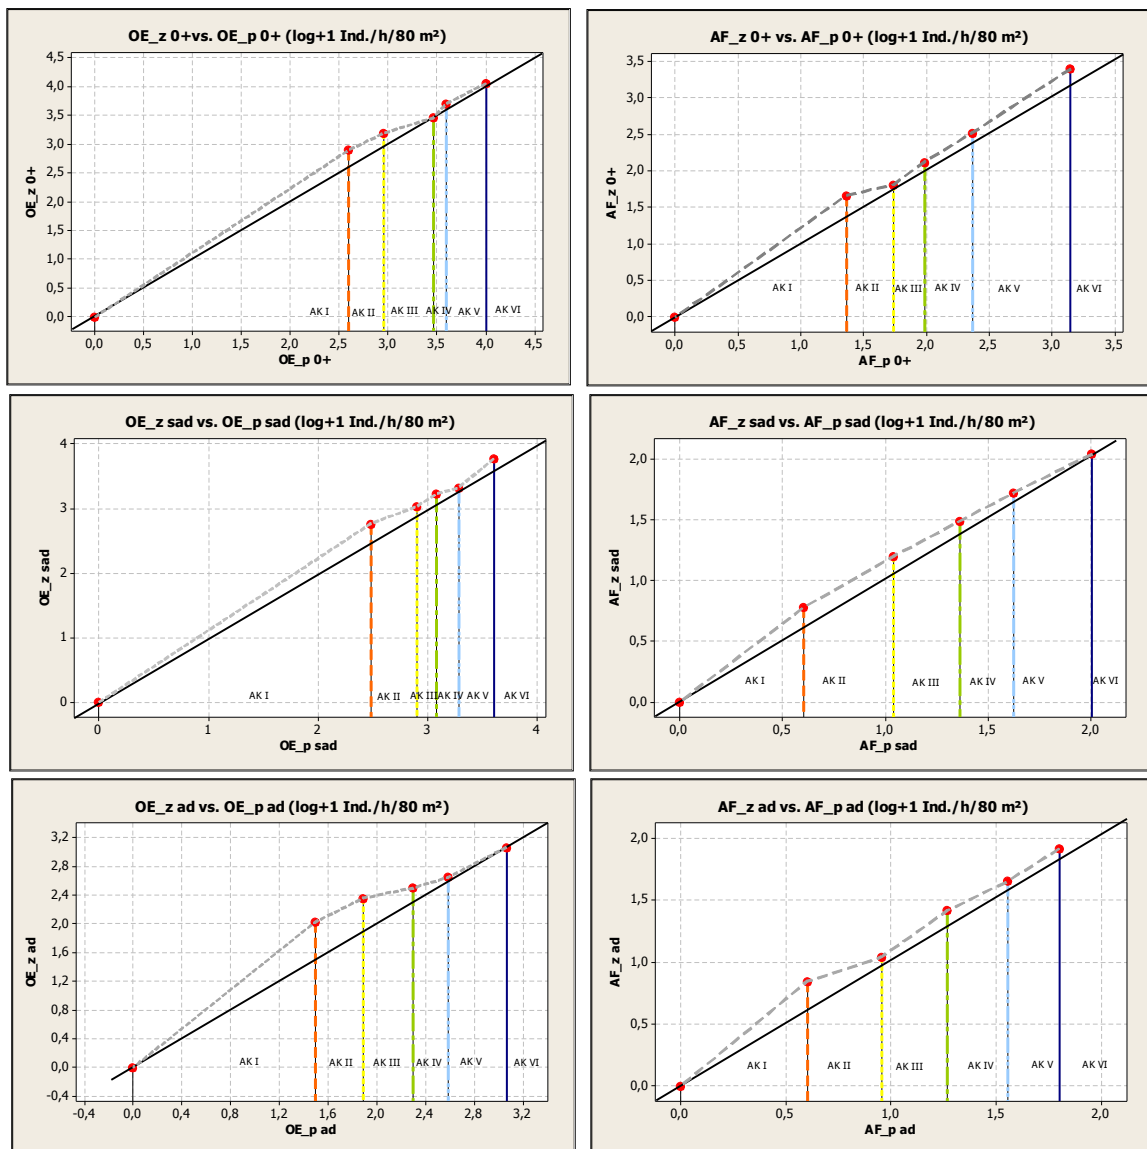 OE_z 0+vs. OE_p 0+ (log+1 Ind./h/80 m²)
4,5
4,0
3,5
3,0
2,5
2,0
1,5
1,0
0,5
0,0
OE_z 0+
AK I
AK II
AK III
AK IV
AK V
AK VI
0,0 0,5 1,0 1,5 2,0 2,5 3,0 3,5 4,0 4,5
OE_p 0+
AF_z 0+ vs. AF_p 0+ (log+1 Ind./h/80 m²)
3,5
3,0
2,5
2,0
1,5
1,0
0,5
0,0
AF_z 0+
AK I
AK II
AK III
AK IV
AK V
AK VI
0,0 0,5 1,0 1,5 2,0 2,5 3,0 3,5
AF_p 0+
OE_z sad vs. OE_p sad (log+1 Ind./h/80 m²)
4
3
2
1
0
OE_z sad
AK I
AK II
AK III
AK IV
AK V
AK VI
0 1 2 3 4
OE_p sad
AF_z sad vs. AF_p sad (log+1 Ind./h/80 m²)
2,0
1,5
1,0
0,5
0,0
AF_z sad
AK I
AK II
AK III
AK IV
AK V
AK VI
0,0 0,5 1,0 1,5 2,0
AF_p sad
OE_z ad vs. OE_p ad (log+1 Ind./h/80 m²)
3,2
2,8
2,4
2,0
1,6
1,2
0,8
0,4
0,0
-0,4
OE_z ad
AK I
AK II
AK III
AK IV
AK V
AK VI
-0,4 0,0 0,4 0,8 1,2 1,6 2,0 2,4 2,8 3,2
OE_p ad
AF_z ad vs. AF_p ad (log+1 Ind./h/80 m²)
2,0
1,5
1,0
0,5
0,0
AF_z ad
AK I
AK II
AK III
AK IV
AK V
AK VI
0,0 0,5 1,0 1,5 2,0
AF_p ad